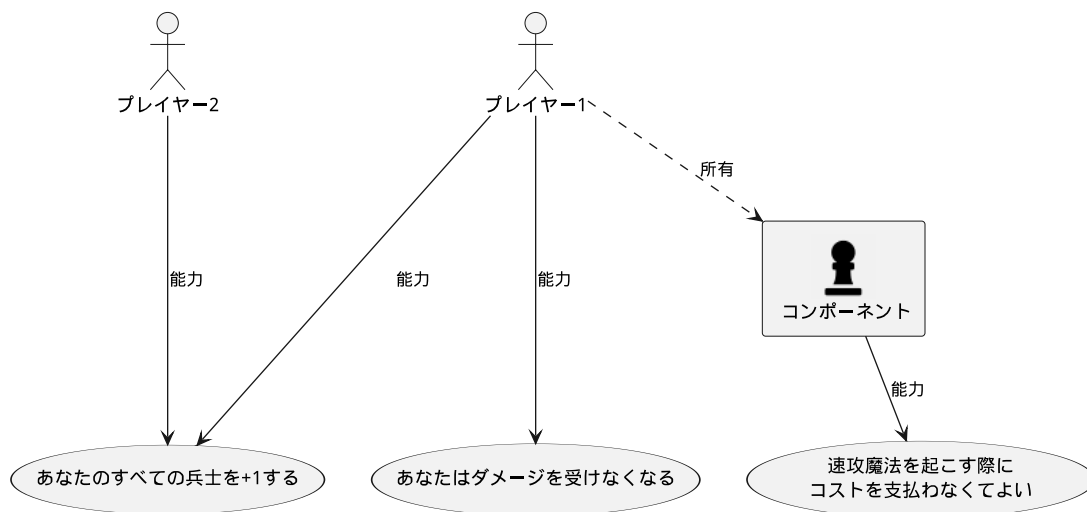 プレイヤー2
プレイヤー1
所有
能力
能力
能力
コンポーネント
能力
あなたのすべての兵士を+1する
あなたはダメージを受けなくなる
速攻魔法を起こす際に
コストを支払わなくてよい